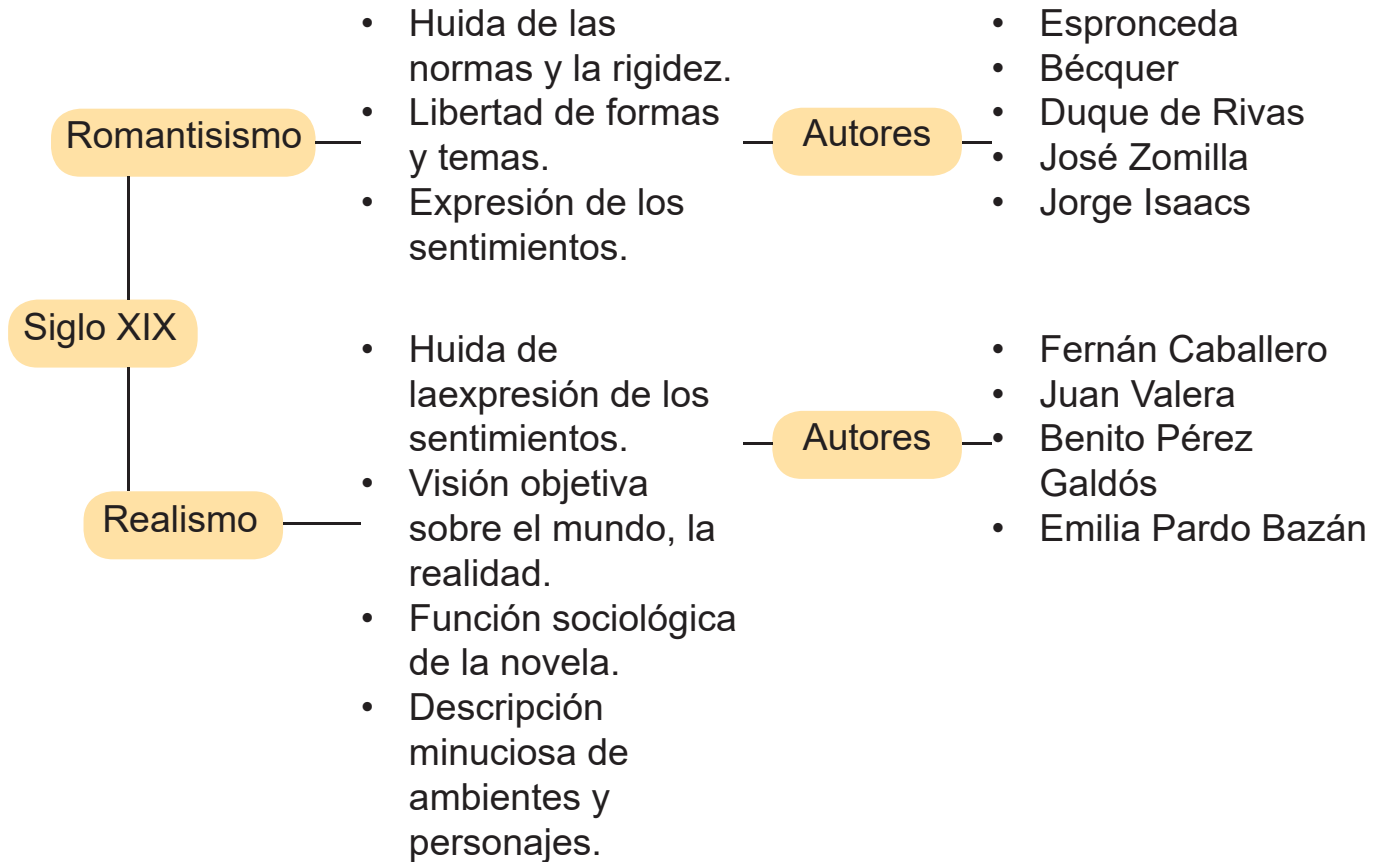 Siglo XIX
Romantisismo
• Huida de las
normas y la rigidez.
• Libertad de formas
y temas.
• Expresión de los
sentimientos.
Autores
• Espronceda
• Bécquer
• Duque de Rivas
• José Zomilla
• Jorge Isaacs
Realismo
• Huida de
laexpresión de los
sentimientos.
• Visión objetiva
sobre el mundo, la
realidad.
• Función sociológica
de la novela.
• Descripción
minuciosa de
ambientes y
personajes.
Autores
• Fernán Caballero
• Juan Valera
• Benito Pérez
Galdós
• Emilia Pardo Bazán